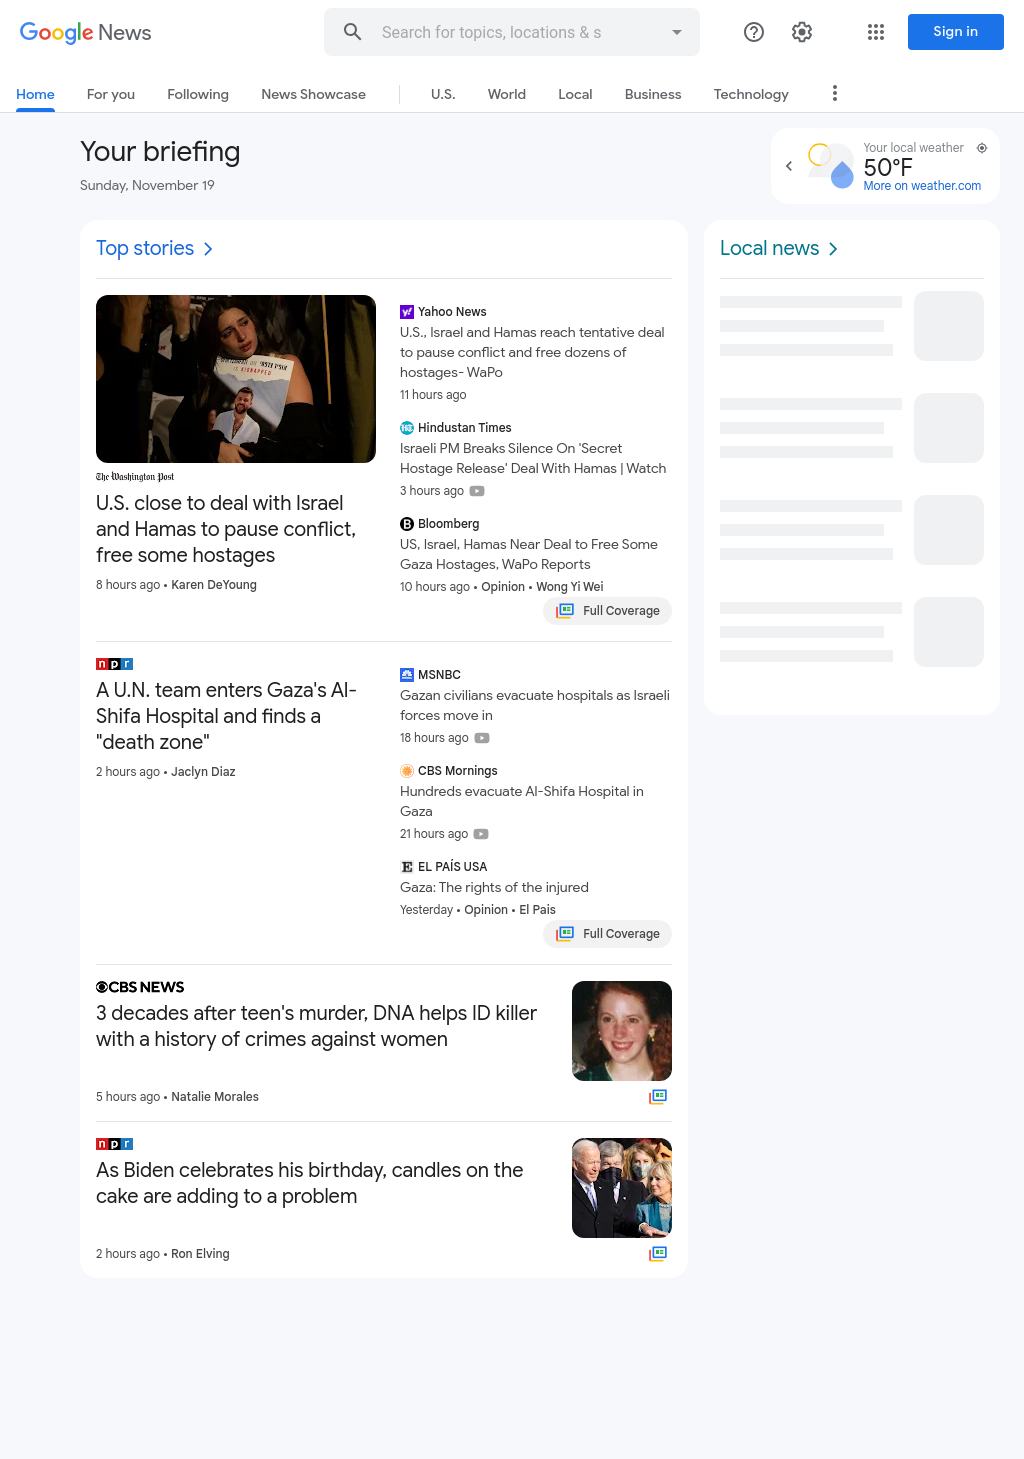 Google News
Search for topics, locations & s
Sign in
Home
For you
Following
News Showcase
U.S.
World
Local
Business
Technology
Your briefing
Sunday, November 19
Your local weather
50°F
More on weather.com
Top stories
Local news
IS KIDNAPPED
The Washington Post
U.S. close to deal with Israel
and Hamas to pause conflict,
free some hostages
8 hours ago • Karen DeYoung
Yahoo News
U.S., Israel and Hamas reach tentative deal
to pause conflict and free dozens of
hostages- WaPo
11 hours ago
Hindustan Times
Israeli PM Breaks Silence On 'Secret
Hostage Release' Deal With Hamas | Watch
3 hours ago
Bloomberg
US, Israel, Hamas Near Deal to Free Some
Gaza Hostages, WaPo Reports
10 hours ago • Opinion • Wong Yi Wei
Full Coverage
npr
A U.N. team enters Gaza's Al-
Shifa Hospital and finds a
"death zone"
2 hours ago • Jaclyn Diaz
MSNBC
Gazan civilians evacuate hospitals as Israeli
forces move in
18 hours ago
CBS Mornings
Hundreds evacuate Al-Shifa Hospital in
Gaza
21 hours ago
EL PAÍS USA
Gaza: The rights of the injured
Yesterday • Opinion • El Pais
Full Coverage
CBS NEWS
3 decades after teen's murder, DNA helps ID killer
with a history of crimes against women
5 hours ago • Natalie Morales
npr
As Biden celebrates his birthday, candles on the
cake are adding to a problem
2 hours ago • Ron Elving